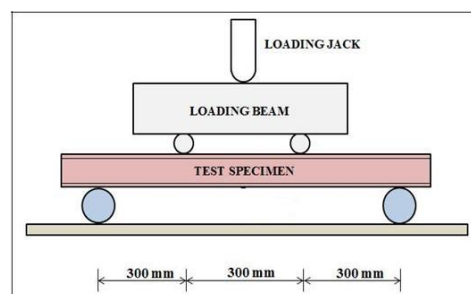 LOADING JACK
LOADING BEAM
TEST SPECIMEN
300 mm 300 mm 300 mm